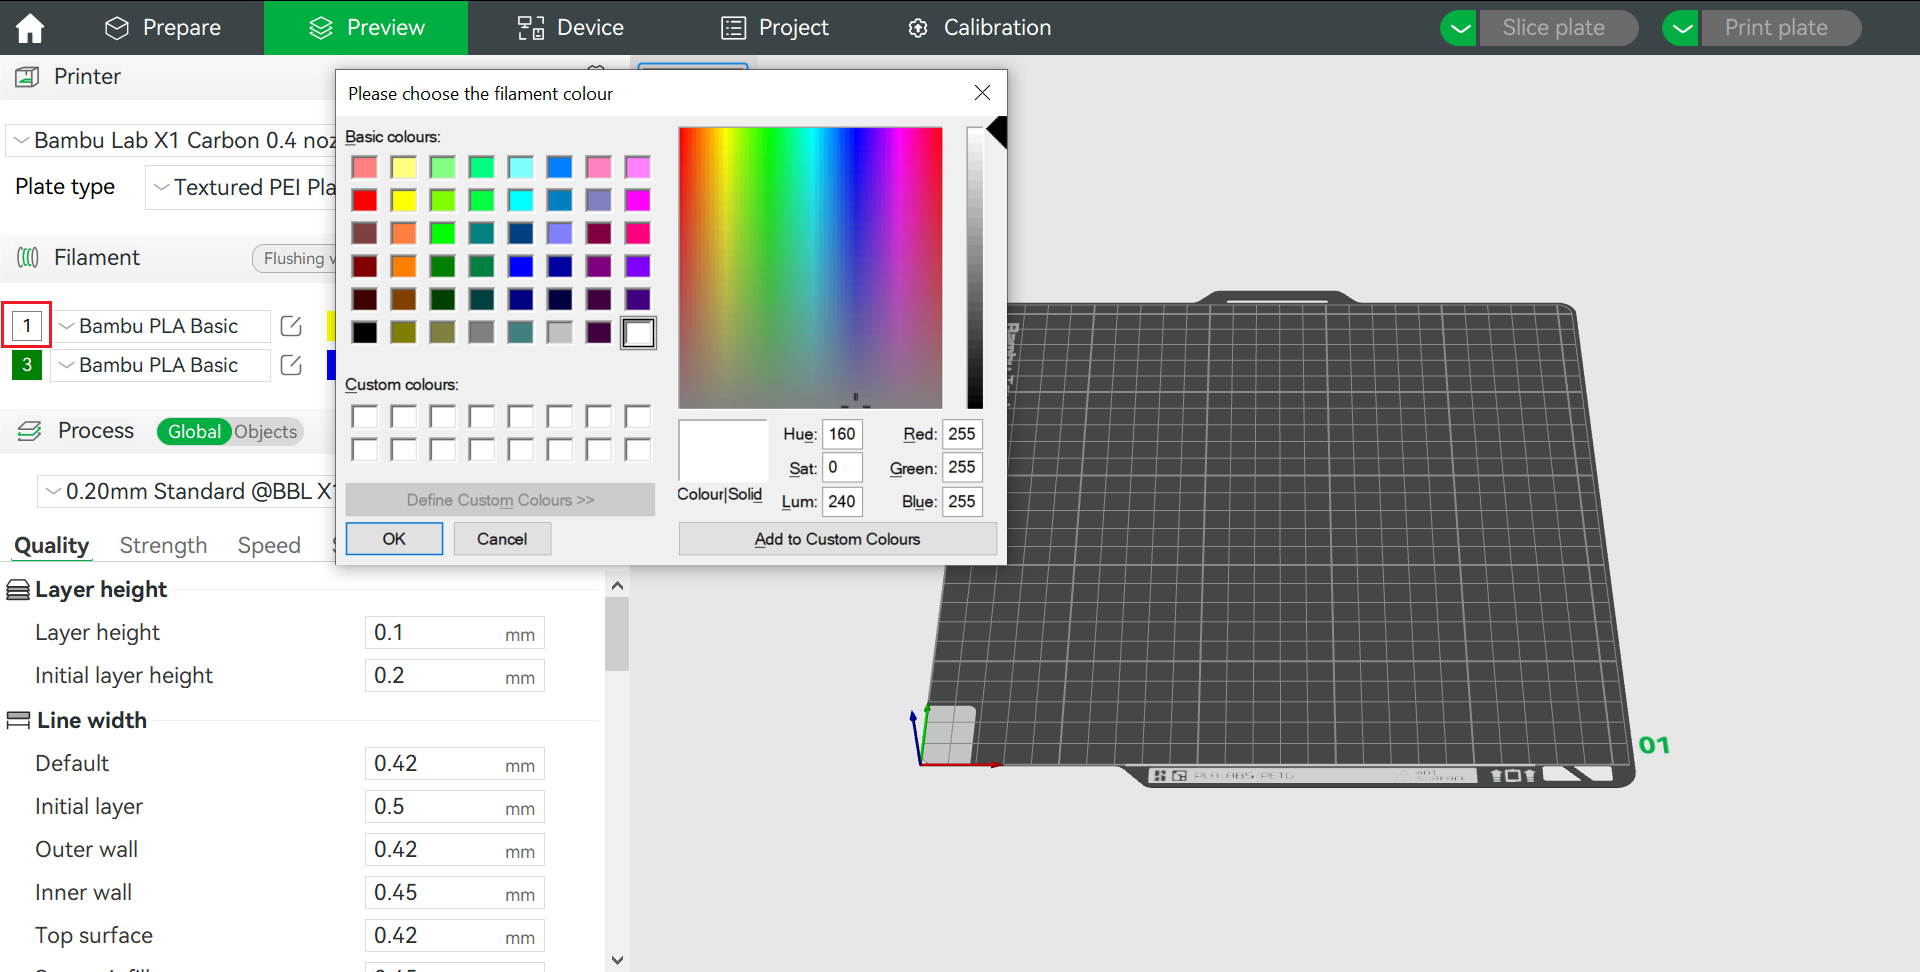 Prepare
Preview
Device
Project
Calibration
Slice plate
Print plate
Printer
Bambu Lab X1 Carbon 0.4 noz
Plate type
Textured PEI Pla
Filament
Flushing v
1
Bambu PLA Basic
3
Bambu PLA Basic
Process
Global
Objects
0.20mm Standard @BBL X1
Quality
Strength
Speed
Layer height
Layer height
0.1 mm
Initial layer height
0.2 mm
Line width
Default
0.42 mm
Initial layer
0.5 mm
Outer wall
0.42 mm
Inner wall
0.45 mm
Top surface
0.42 mm
Please choose the filament colour
Basic colours:
Custom colours:
Define Custom Colours >>
OK
Cancel
Colour|Solid
Hue: 160
Sat: 0
Lum: 240
Red: 255
Green: 255
Blue: 255
Add to Custom Colours
01
PLA/ABS/PETG
HOT
SURFACE